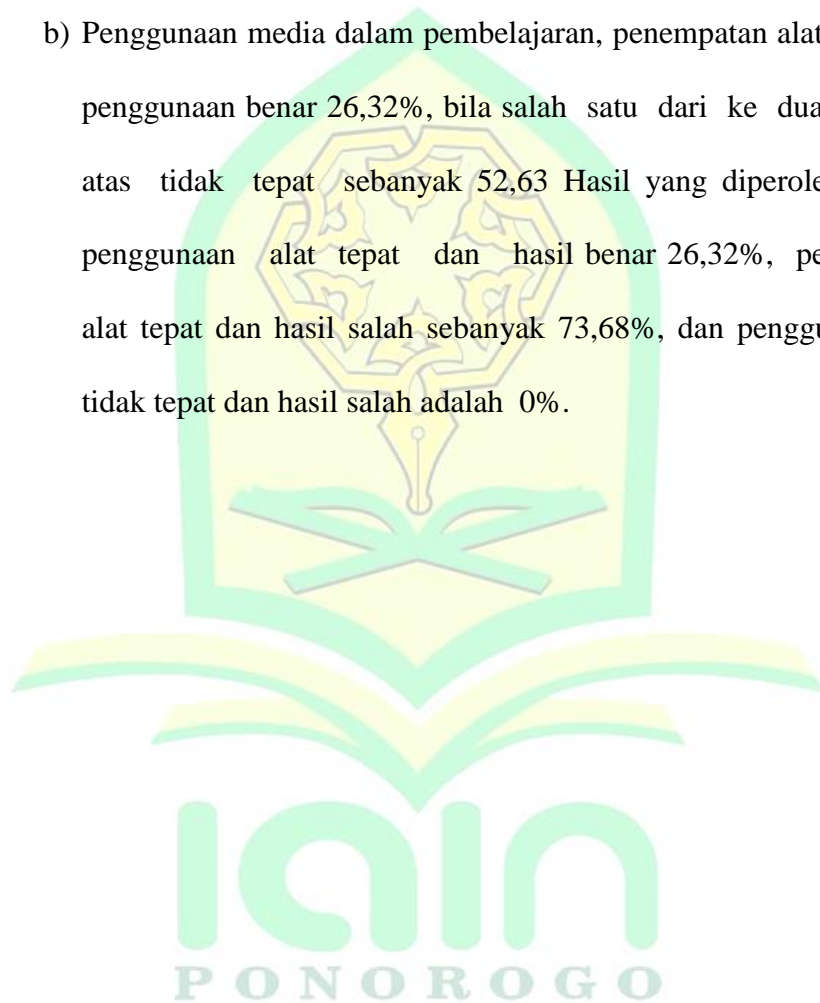 b) Penggunaan media dalam pembelajaran, penempatan alat
penggunaan benar 26,32%, bila salah satu dari ke dua
atas tidak tepat sebanyak 52,63 Hasil yang diperole
penggunaan alat tepat dan hasil benar 26,32%, pe
alat tepat dan hasil salah sebanyak 73,68%, dan penggu
tidak tepat dan hasil salah adalah 0%.
IAIN
PONOROGO